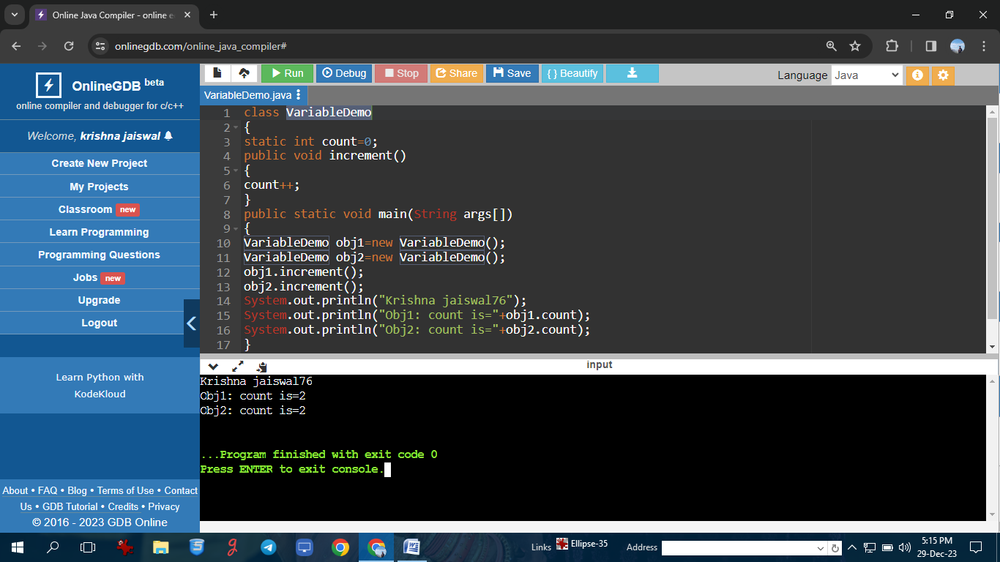 Online Java Compiler - online e
onlinegdb.com/online_java_compiler#
OnlineGDB beta
online compiler and debugger for c/c++
Welcome, krishna jaiswal
Create New Project
My Projects
Classroom new
Learn Programming
Programming Questions
Jobs new
Upgrade
Logout
Learn Python with
KodeKloud
About • FAQ • Blog • Terms of Use • Contact
Us • GDB Tutorial • Credits • Privacy
© 2016 - 2023 GDB Online
Run Debug Stop Share Save { } Beautify
Language Java
VariableDemo.java
1 class VariableDemo
2 {
3 static int count=0;
4 public void increment()
5 {
6 count++;
7 }
8 public static void main(String args[])
9 {
10 VariableDemo obj1=new VariableDemo();
11 VariableDemo obj2=new VariableDemo();
12 obj1.increment();
13 obj2.increment();
14 System.out.println("Krishna jaiswal76");
15 System.out.println("Obj1: count is="+obj1.count);
16 System.out.println("Obj2: count is="+obj2.count);
17 }
input
Krishna jaiswal76
Obj1: count is=2
Obj2: count is=2
...Program finished with exit code 0
Press ENTER to exit console.
Links Ellipse-35 Address
5:15 PM
29-Dec-23